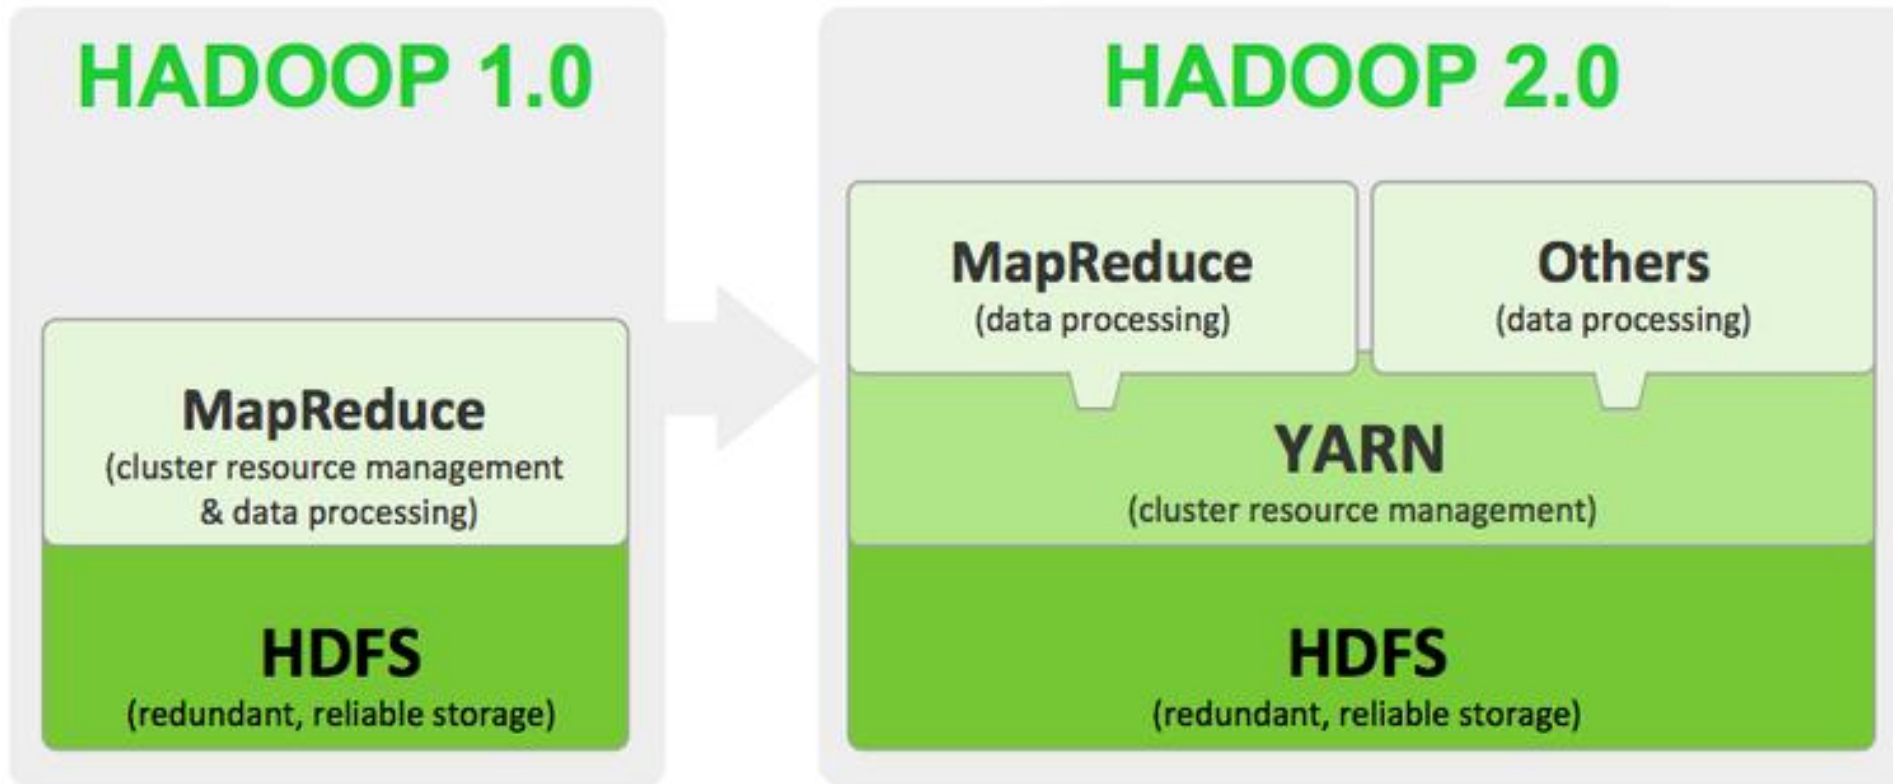 HADOOP 1.0
MapReduce
(cluster resource management
& data processing)
HDFS
(redundant, reliable storage)
HADOOP 2.0
MapReduce
(data processing)
Others
(data processing)
YARN
(cluster resource management)
HDFS
(redundant, reliable storage)